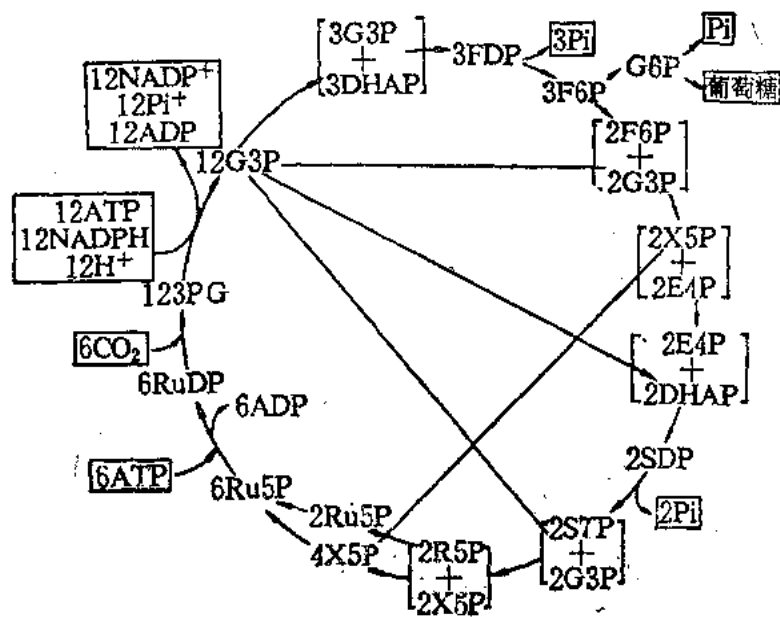 3G3P
+
3DHAP
3FDP
3Pi
3F6P
G6P
Pi
葡萄糖
12NADP⁺
12Pi⁺
12ADP
12G3P
2F6P
+
2G3P
12ATP
12NADPH
12H⁺
2X5P
+
2E4P
123PG
6CO₂
2E4P
+
2DHAP
6RuDP
6ADP
2SDP
6ATP
6Ru5P
2Pi
2Ru5P
2S7P
+
2G3P
4X5P
2R5P
+
2X5P